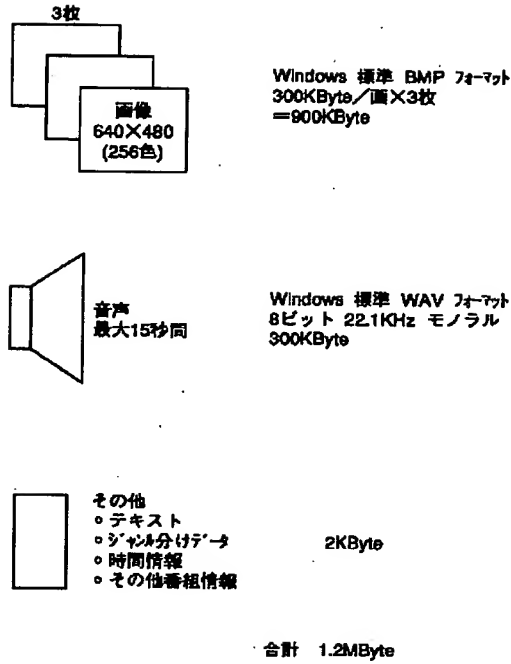 3枚
画像
640×480
(256色)
Windows 標準 BMP フォーマット
300KByte／画×3枚
=900KByte
音声
最大15秒間
Windows 標準 WAV フォーマット
8ビット 22.1KHz モノラル
300KByte
その他
○ テキスト
○ ジャンル分けデータ
○ 時間情報
○ その他番組情報
2KByte
合計 1.2MByte